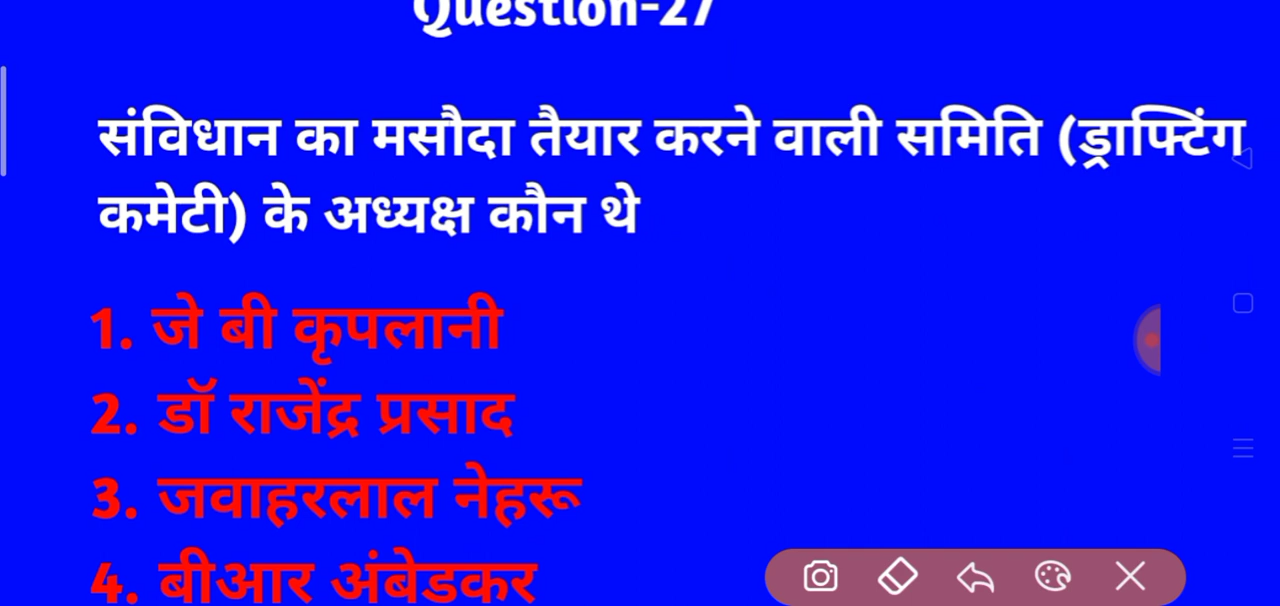 Question-27
संविधान का मसौदा तैयार करने वाली समिति (ड्राफ्टिंग
कमेटी) के अध्यक्ष कौन थे
1. जे बी कृपलानी
2. डॉ राजेंद्र प्रसाद
3. जवाहरलाल नेहरू
4. बीआर अंबेडकर